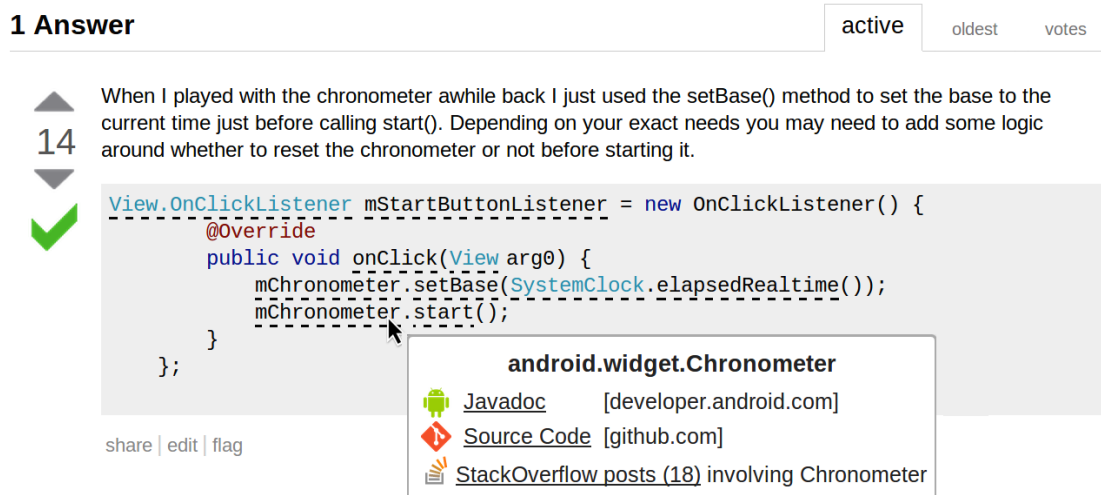 1 Answer
active oldest votes
When I played with the chronometer awhile back I just used the setBase() method to set the base to the
14
current time just before calling start(). Depending on your exact needs you may need to add some logic
around whether to reset the chronometer or not before starting it.
View.OnClickListener mStartButtonListener = new OnClickListener() {
@Override
public void onClick(View arg0) {
mChronometer.setBase(SystemClock.elapsedRealtime());
mChronometer.start();
}
};
android.widget.Chronometer
Javadoc [developer.android.com]
Source Code [github.com]
StackOverflow posts (18) involving Chronometer
share | edit | flag